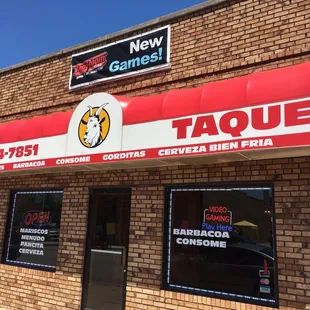 New
Games!
TAQUE
-7851
BARBACOA CONSOME GORDITAS CERVEZA BIEN FRIA
OPEN
MARISCOS
MENUDO
PANCITA
CERVEZA
VIDEO
GAMING
Play Here
BARBACOA
CONSOME